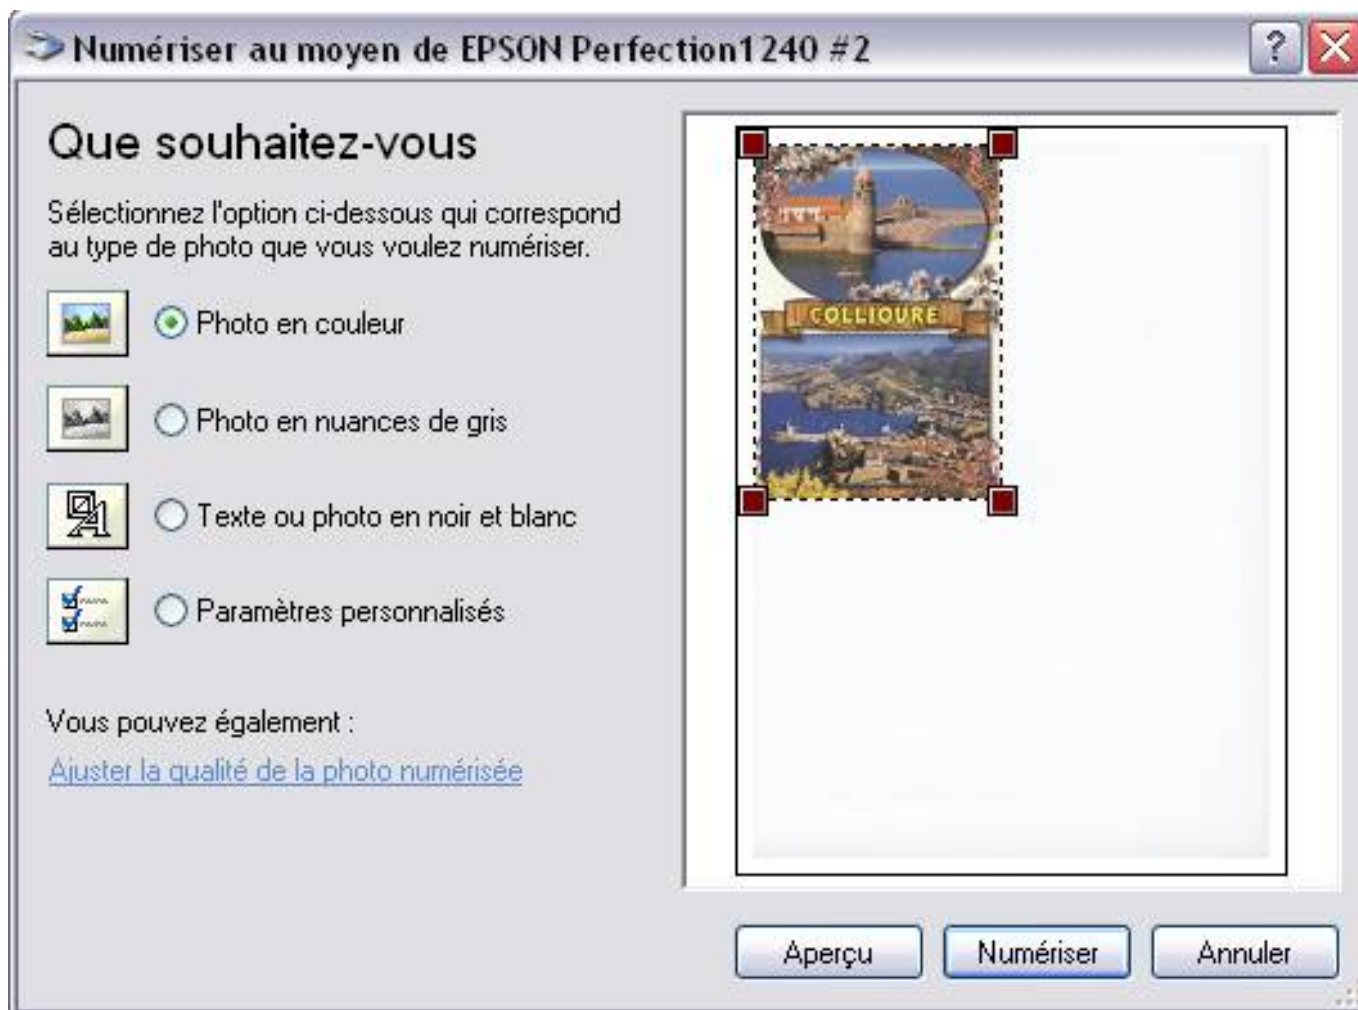 Numériser au moyen de EPSON Perfection1240 #2
Que souhaitez-vous
Sélectionnez l'option ci-dessous qui correspond
au type de photo que vous voulez numériser.
Photo en couleur
Photo en nuances de gris
Texte ou photo en noir et blanc
Paramètres personnalisés
Vous pouvez également :
Ajuster la qualité de la photo numérisée
COLLIOURE
Aperçu
Numériser
Annuler